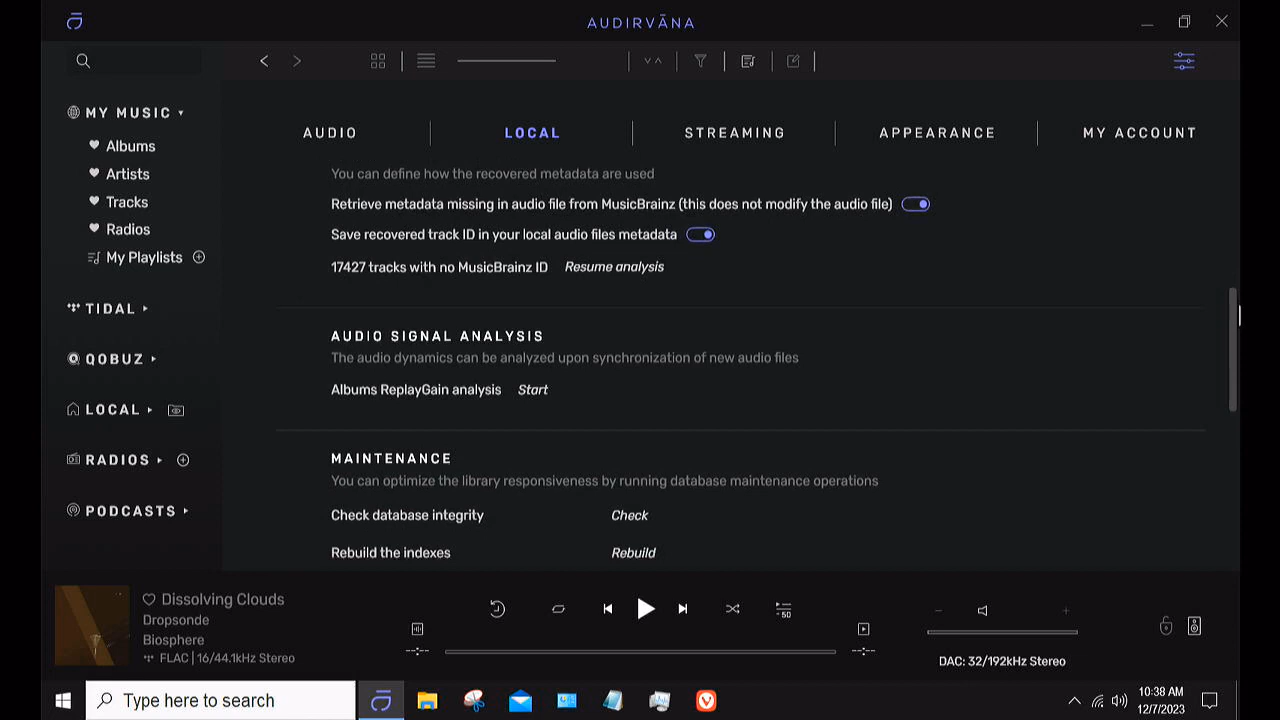 AUDIRVĀNA
MY MUSIC
Albums
Artists
Tracks
Radios
My Playlists
TIDAL
QOBUZ
LOCAL
RADIOS
PODCASTS
AUDIO
LOCAL
STREAMING
APPEARANCE
MY ACCOUNT
You can define how the recovered metadata are used
Retrieve metadata missing in audio file from MusicBrainz (this does not modify the audio file)
Save recovered track ID in your local audio files metadata
17427 tracks with no MusicBrainz ID Resume analysis
AUDIO SIGNAL ANALYSIS
The audio dynamics can be analyzed upon synchronization of new audio files
Albums ReplayGain analysis Start
MAINTENANCE
You can optimize the library responsiveness by running database maintenance operations
Check database integrity Check
Rebuild the indexes Rebuild
Dissolving Clouds
Dropsonde
Biosphere
FLAC | 16/44.1kHz Stereo
50
DAC: 32/192kHz Stereo
Type here to search
10:38 AM
12/7/2023